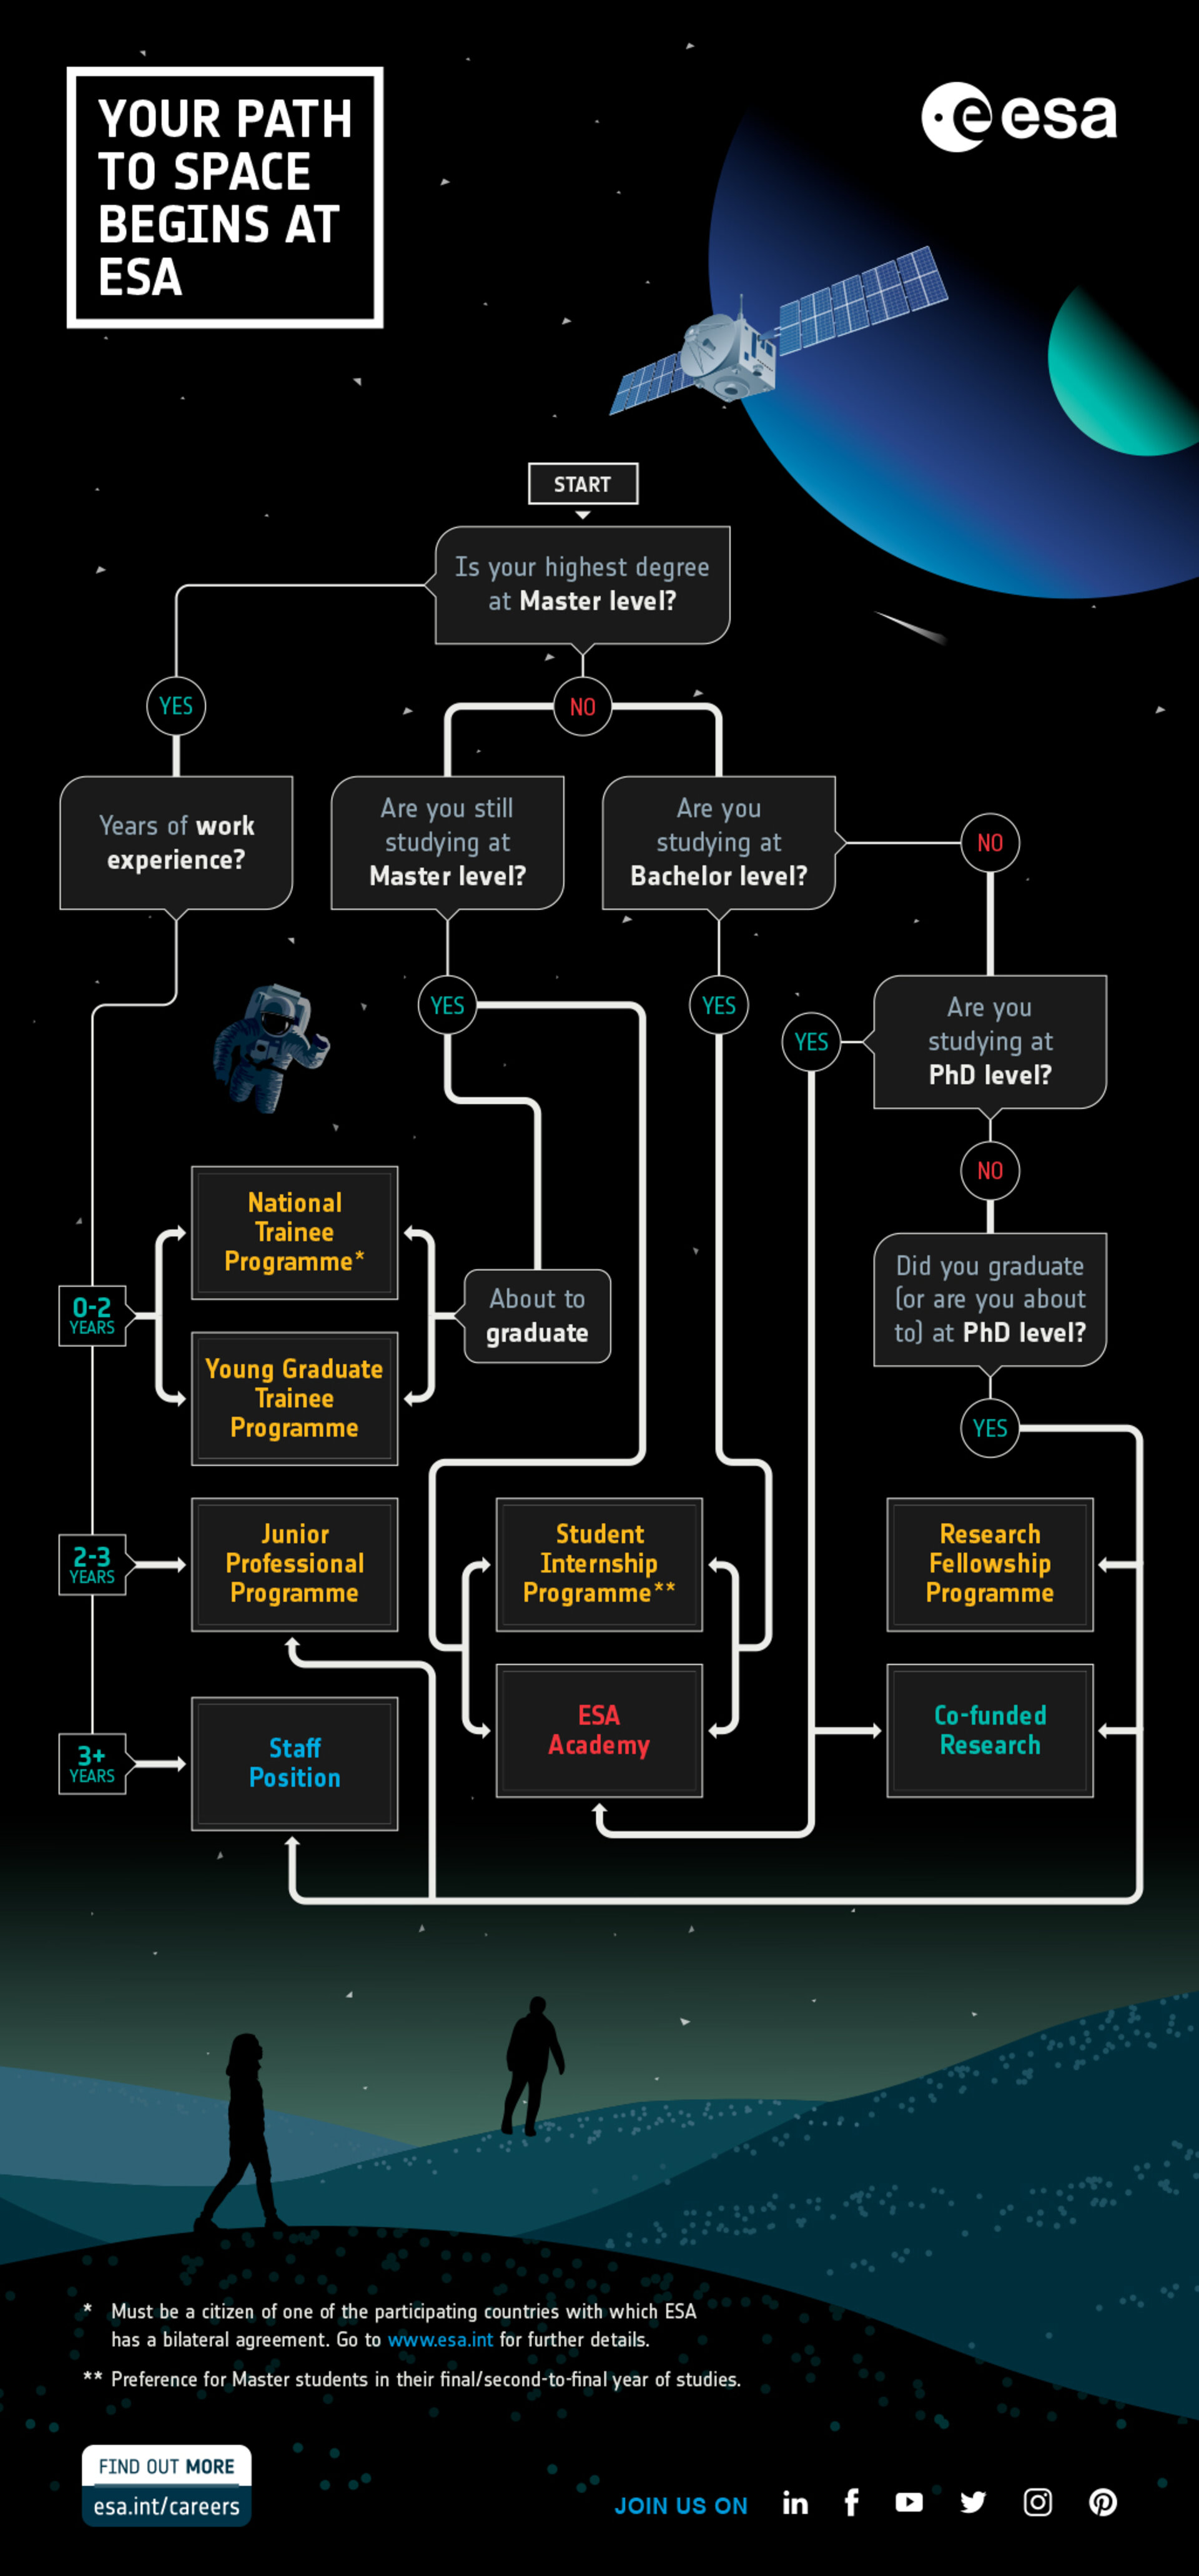 YOUR PATH
TO SPACE
BEGINS AT
ESA
esa
START
Is your highest degree
at Master level?
YES
NO
Years of work
experience?
Are you still
studying at
Master level?
Are you
studying at
Bachelor level?
NO
YES
YES
YES
Are you
studying at
PhD level?
NO
National
Trainee
Programme*
0-2
YEARS
About to
graduate
Did you graduate
(or are you about
to) at PhD level?
Young Graduate
Trainee
Programme
YES
2-3
YEARS
Junior
Professional
Programme
Student
Internship
Programme**
Research
Fellowship
Programme
3+
YEARS
Staff
Position
ESA
Academy
Co-funded
Research
* Must be a citizen of one of the participating countries with which ESA
has a bilateral agreement. Go to www.esa.int for further details.
** Preference for Master students in their final/second-to-final year of studies.
FIND OUT MORE
esa.int/careers
JOIN US ON